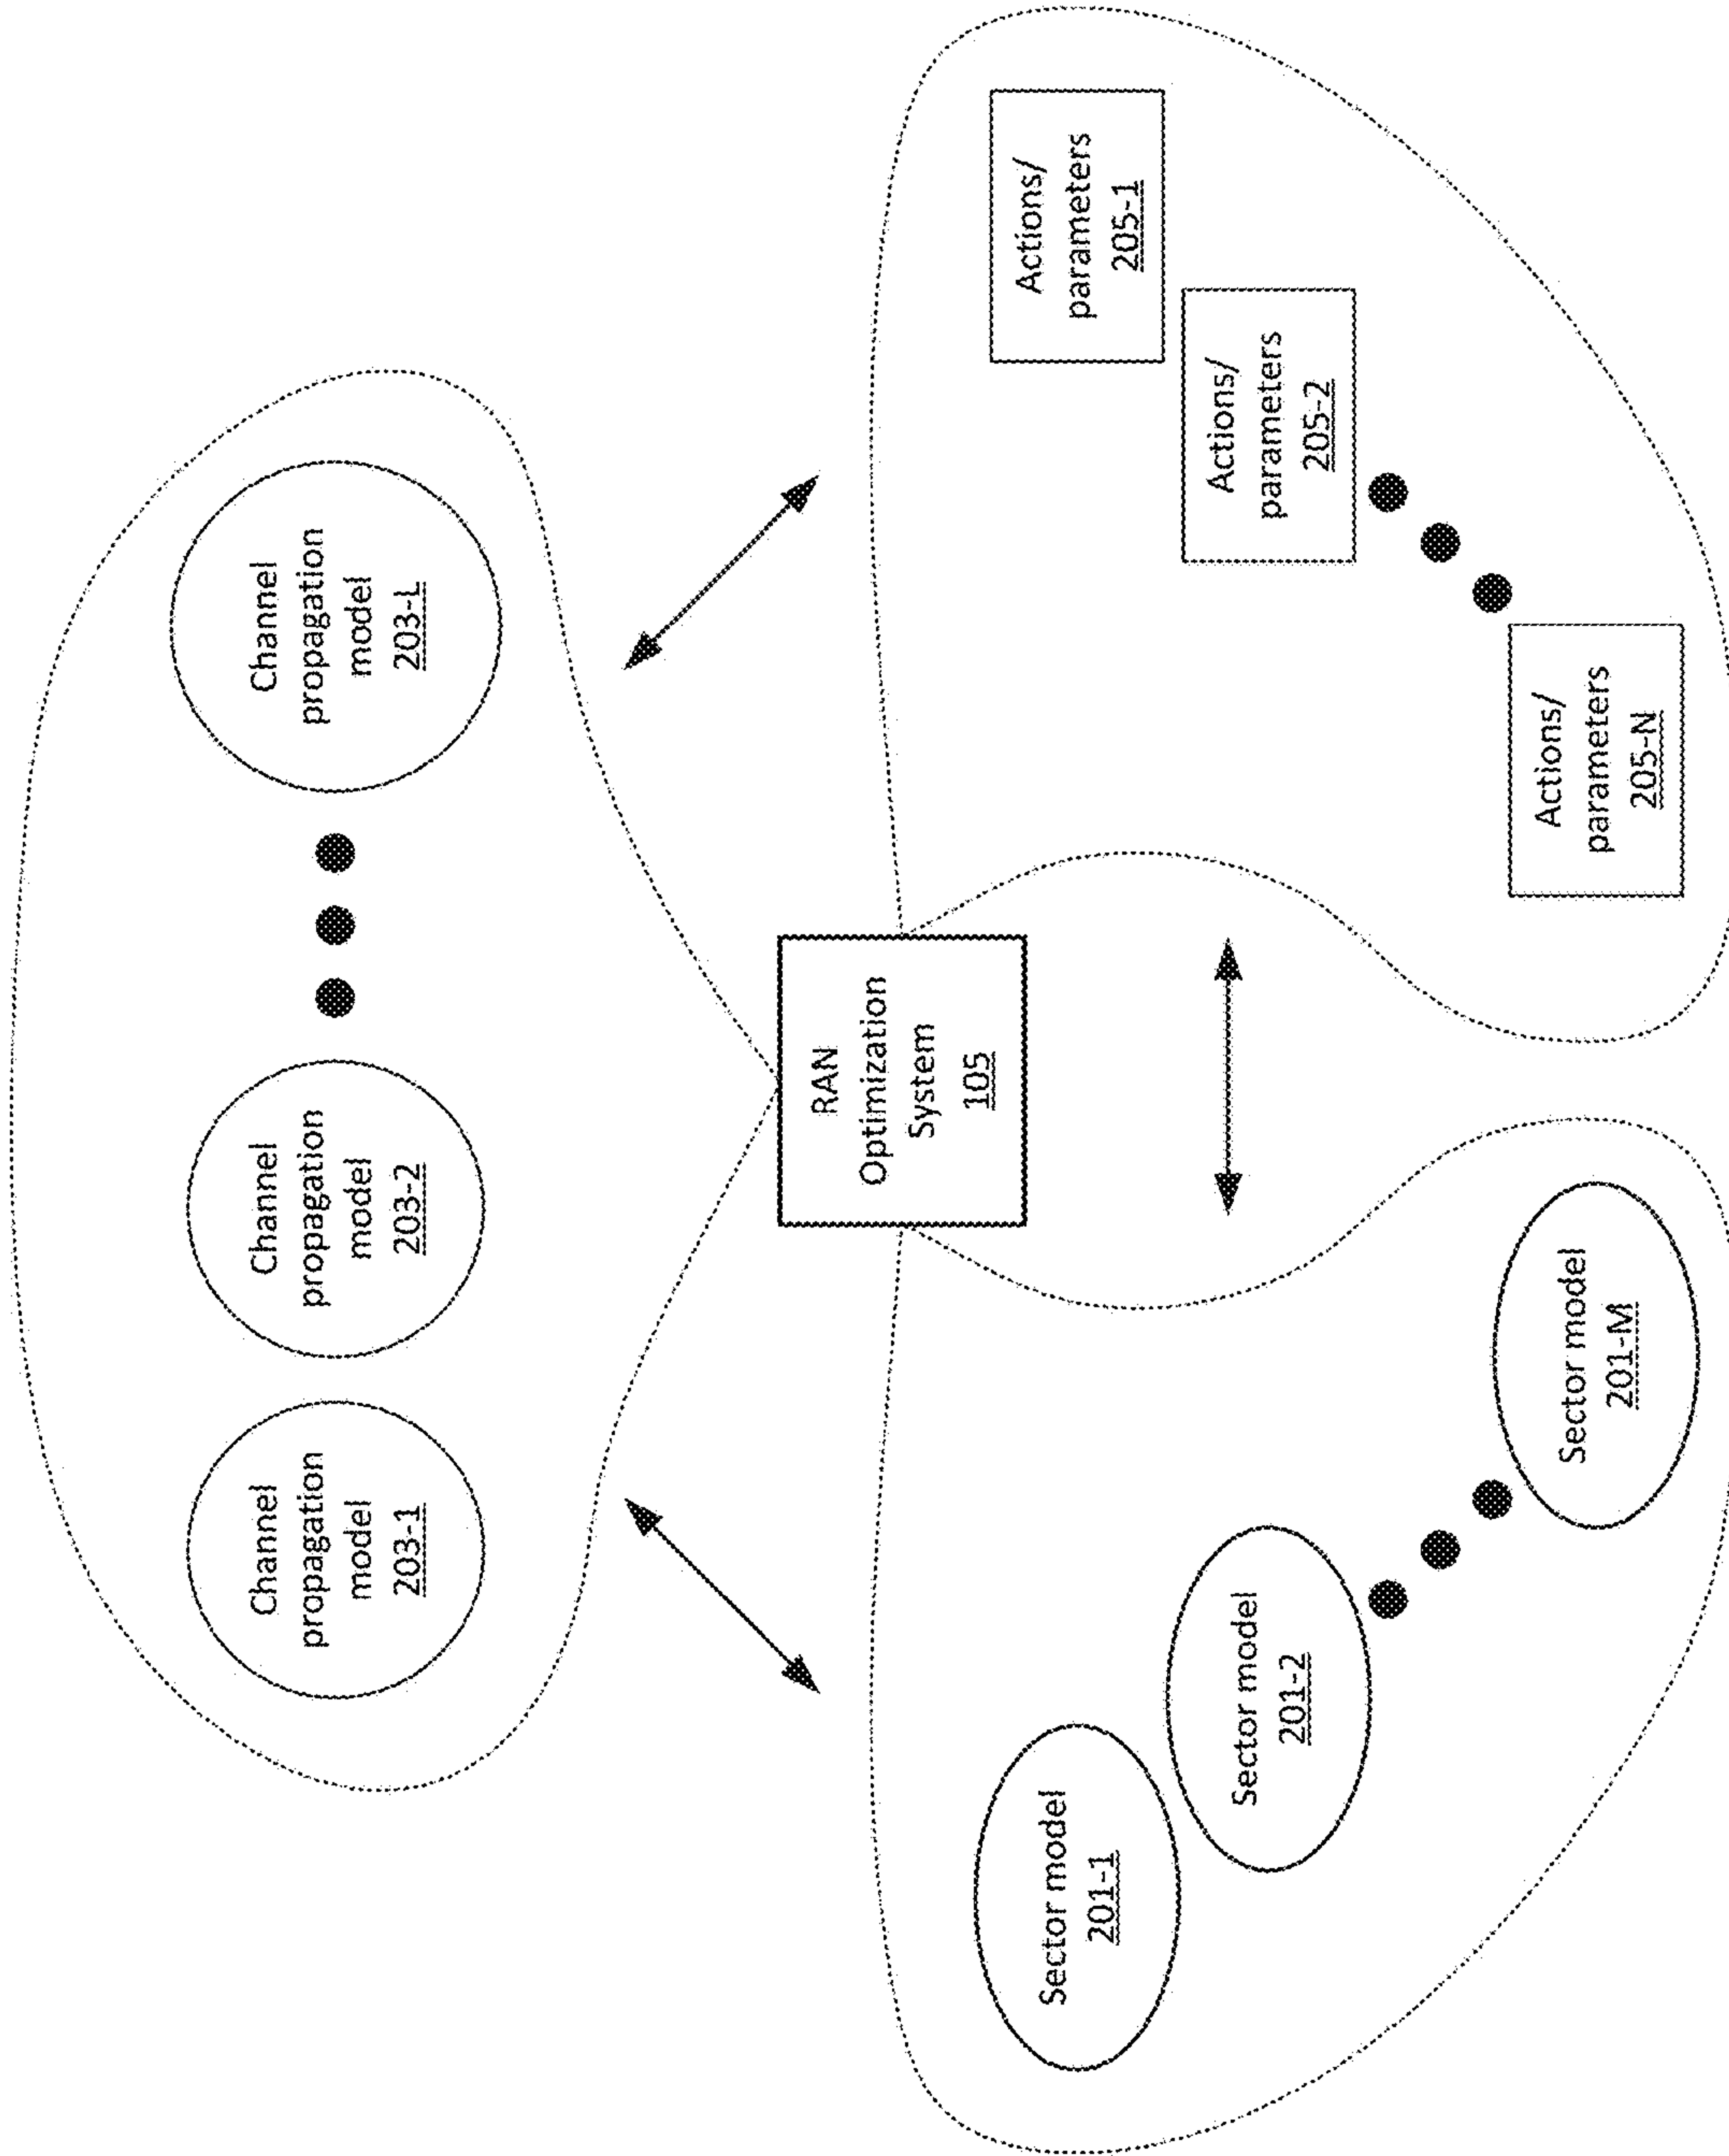 Channel
propagation
model
203-1
Channel
propagation
model
203-2
Channel
propagation
model
203-L
RAN
Optimization
System
105
Sector model
201-1
Sector model
201-2
Sector model
201-M
Actions/
parameters
205-1
Actions/
parameters
205-2
Actions/
parameters
205-N